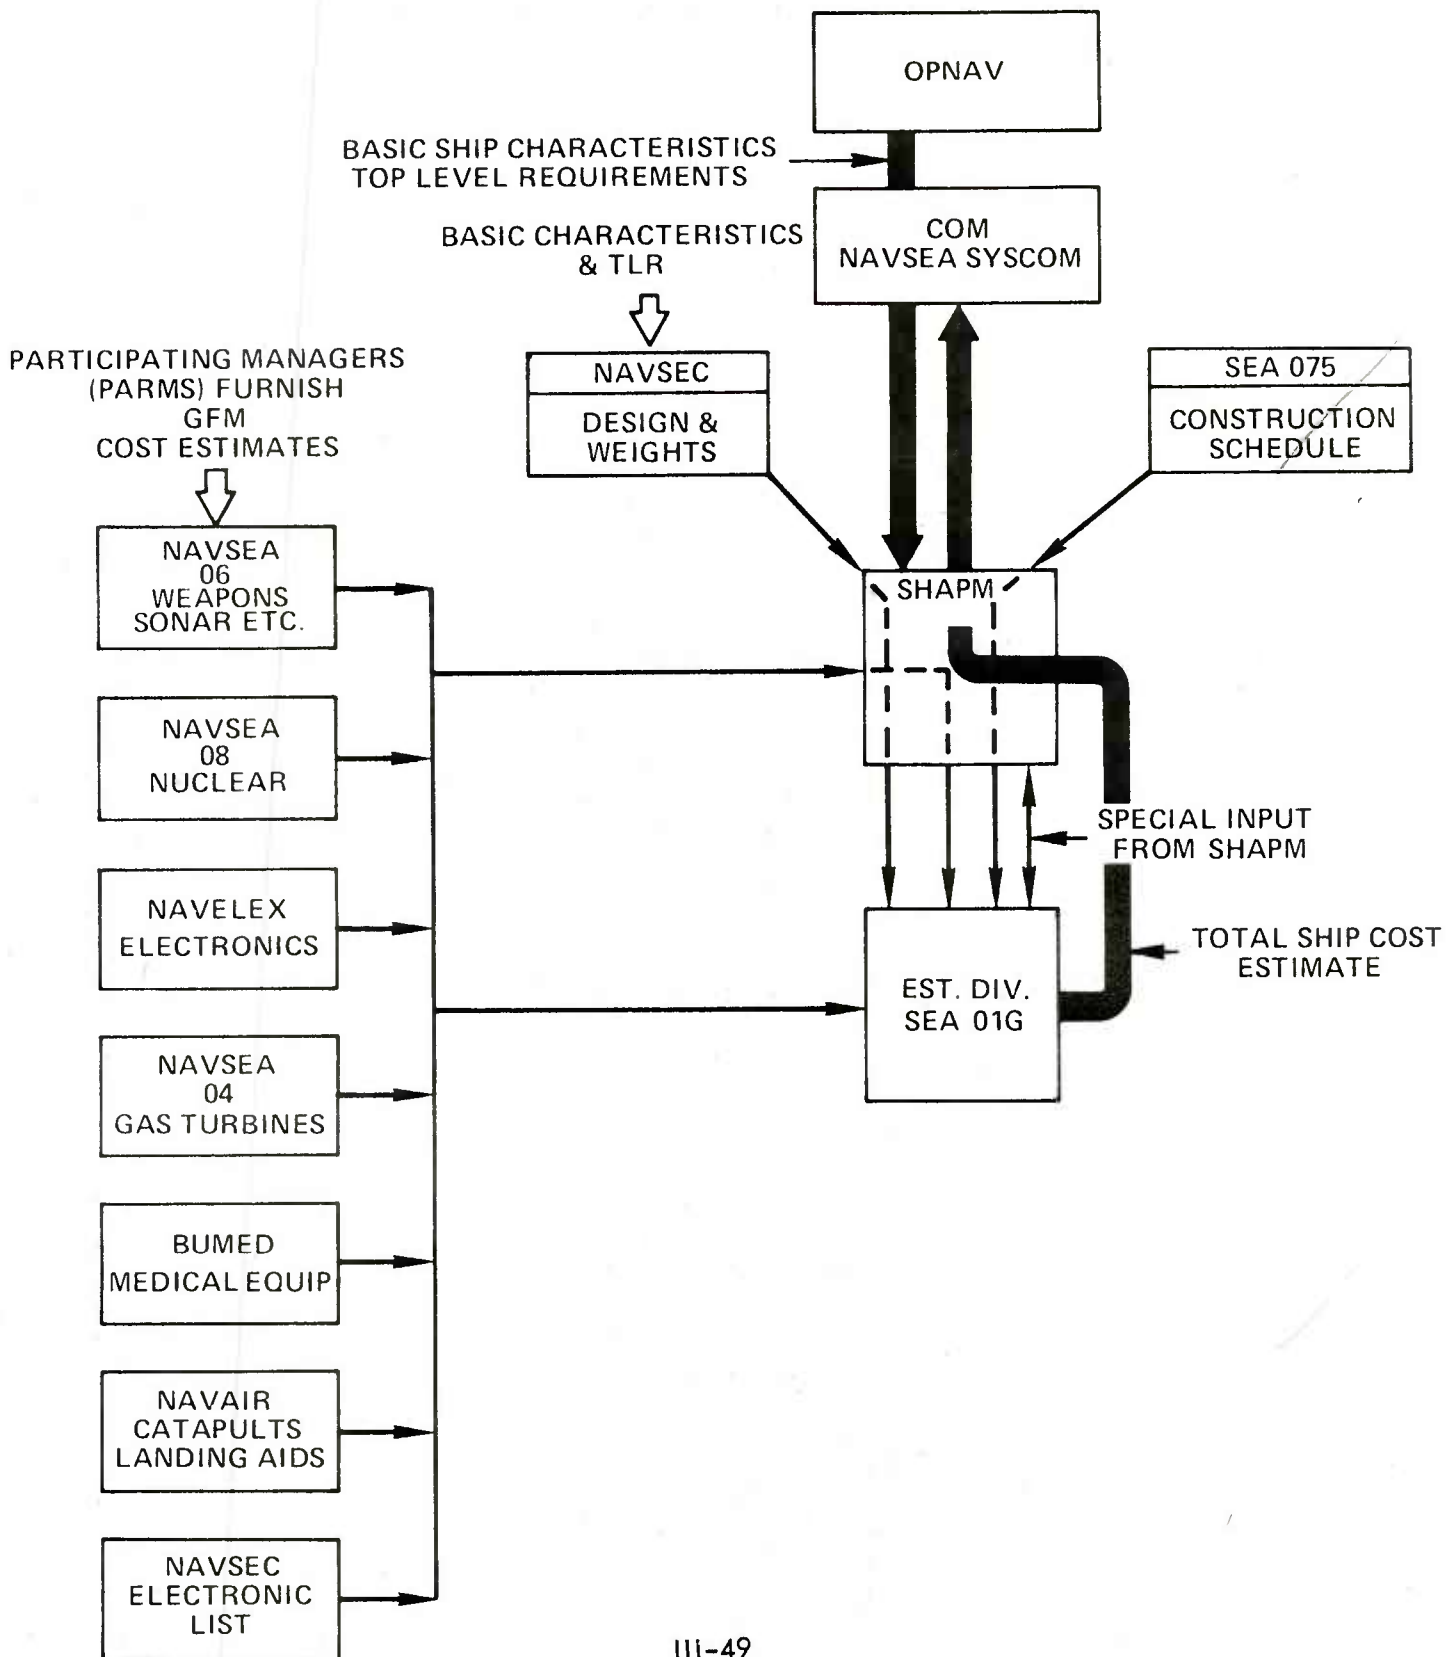 OPNAV
BASIC SHIP CHARACTERISTICS
TOP LEVEL REQUIREMENTS
COM
NAVSEA SYSCOM
BASIC CHARACTERISTICS
& TLR
NAVSEC
DESIGN &
WEIGHTS
SEA 075
CONSTRUCTION
SCHEDULE
PARTICIPATING MANAGERS
(PARMS) FURNISH
GFM
COST ESTIMATES
NAVSEA
06
WEAPONS
SONAR ETC.
NAVSEA
08
NUCLEAR
NAVELEX
ELECTRONICS
NAVSEA
04
GAS TURBINES
BUMED
MEDICAL EQUIP
NAVAIR
CATAPULTS
LANDING AIDS
NAVSEC
ELECTRONIC
LIST
SHAPM
SPECIAL INPUT
FROM SHAPM
EST. DIV.
SEA 01G
TOTAL SHIP COST
ESTIMATE
III-49